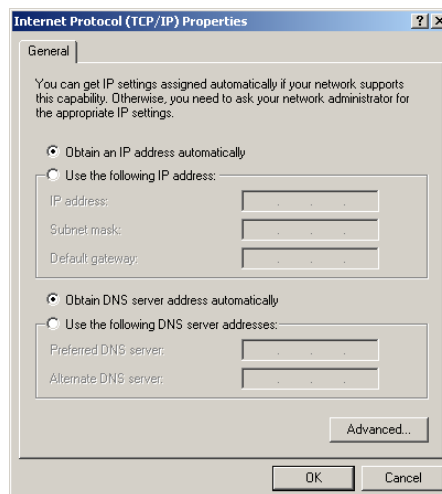 Internet Protocol (TCP/IP) Properties
General
You can get IP settings assigned automatically if your network supports
this capability. Otherwise, you need to ask your network administrator for
the appropriate IP settings.
Obtain an IP address automatically
Use the following IP address:
IP address:
Subnet mask:
Default gateway:
Obtain DNS server address automatically
Use the following DNS server addresses:
Preferred DNS server:
Alternate DNS server:
Advanced...
OK Cancel